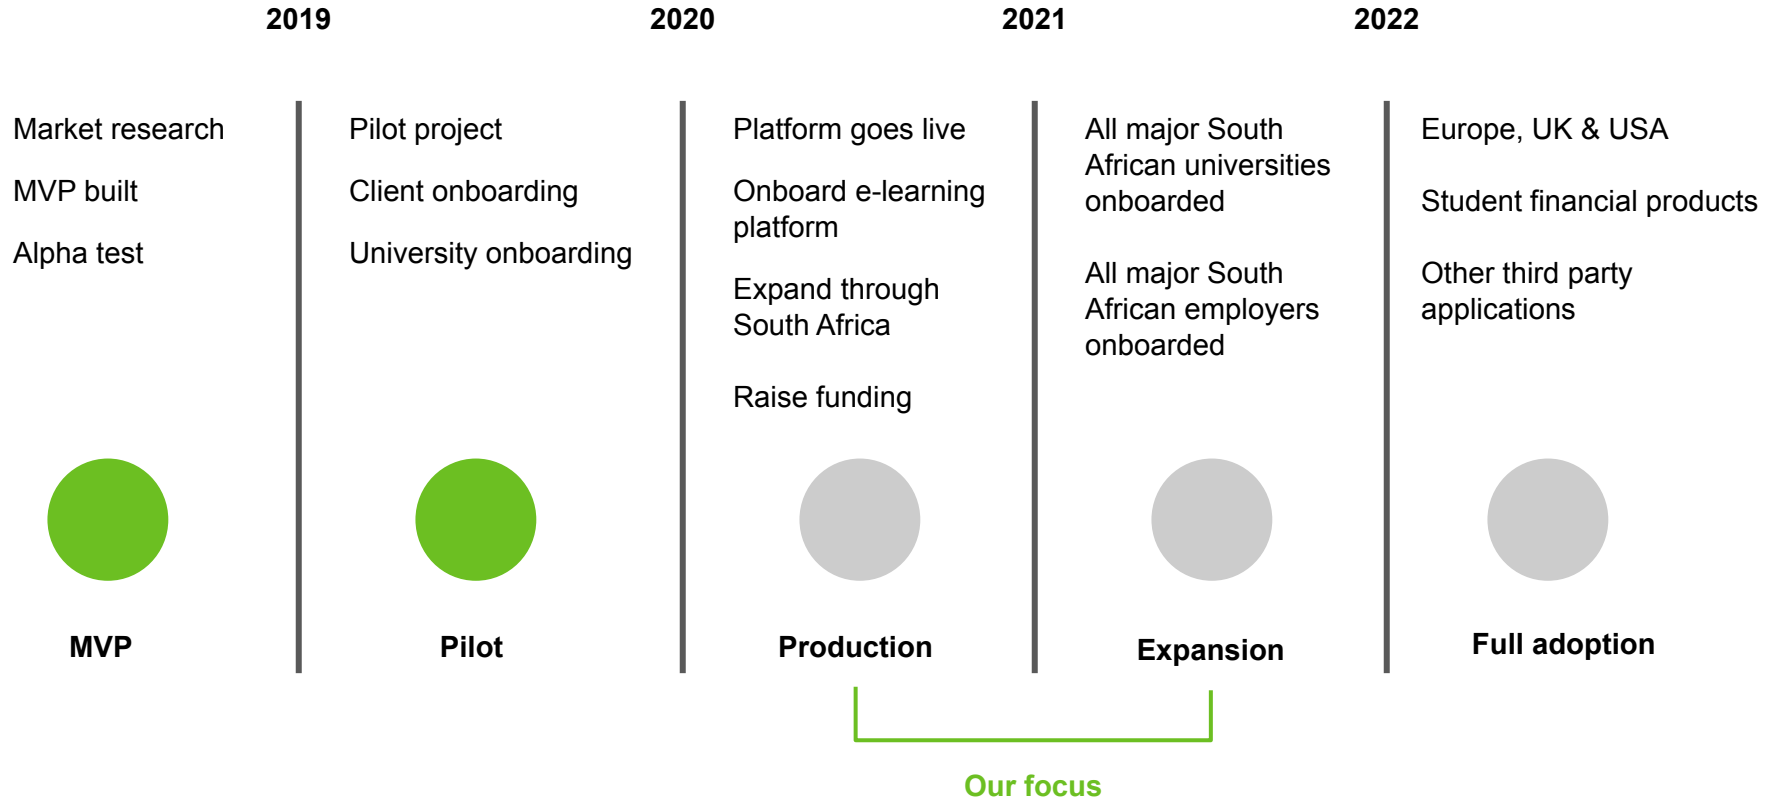 2019
2020
2021
2022
Market research
MVP built
Alpha test
MVP
Pilot project
Client onboarding
University onboarding
Pilot
Platform goes live
Onboard e-learning
platform
Expand through
South Africa
Raise funding
Production
All major South
African universities
onboarded
All major South
African employers
onboarded
Expansion
Europe, UK & USA
Student financial products
Other third party
applications
Full adoption
Our focus